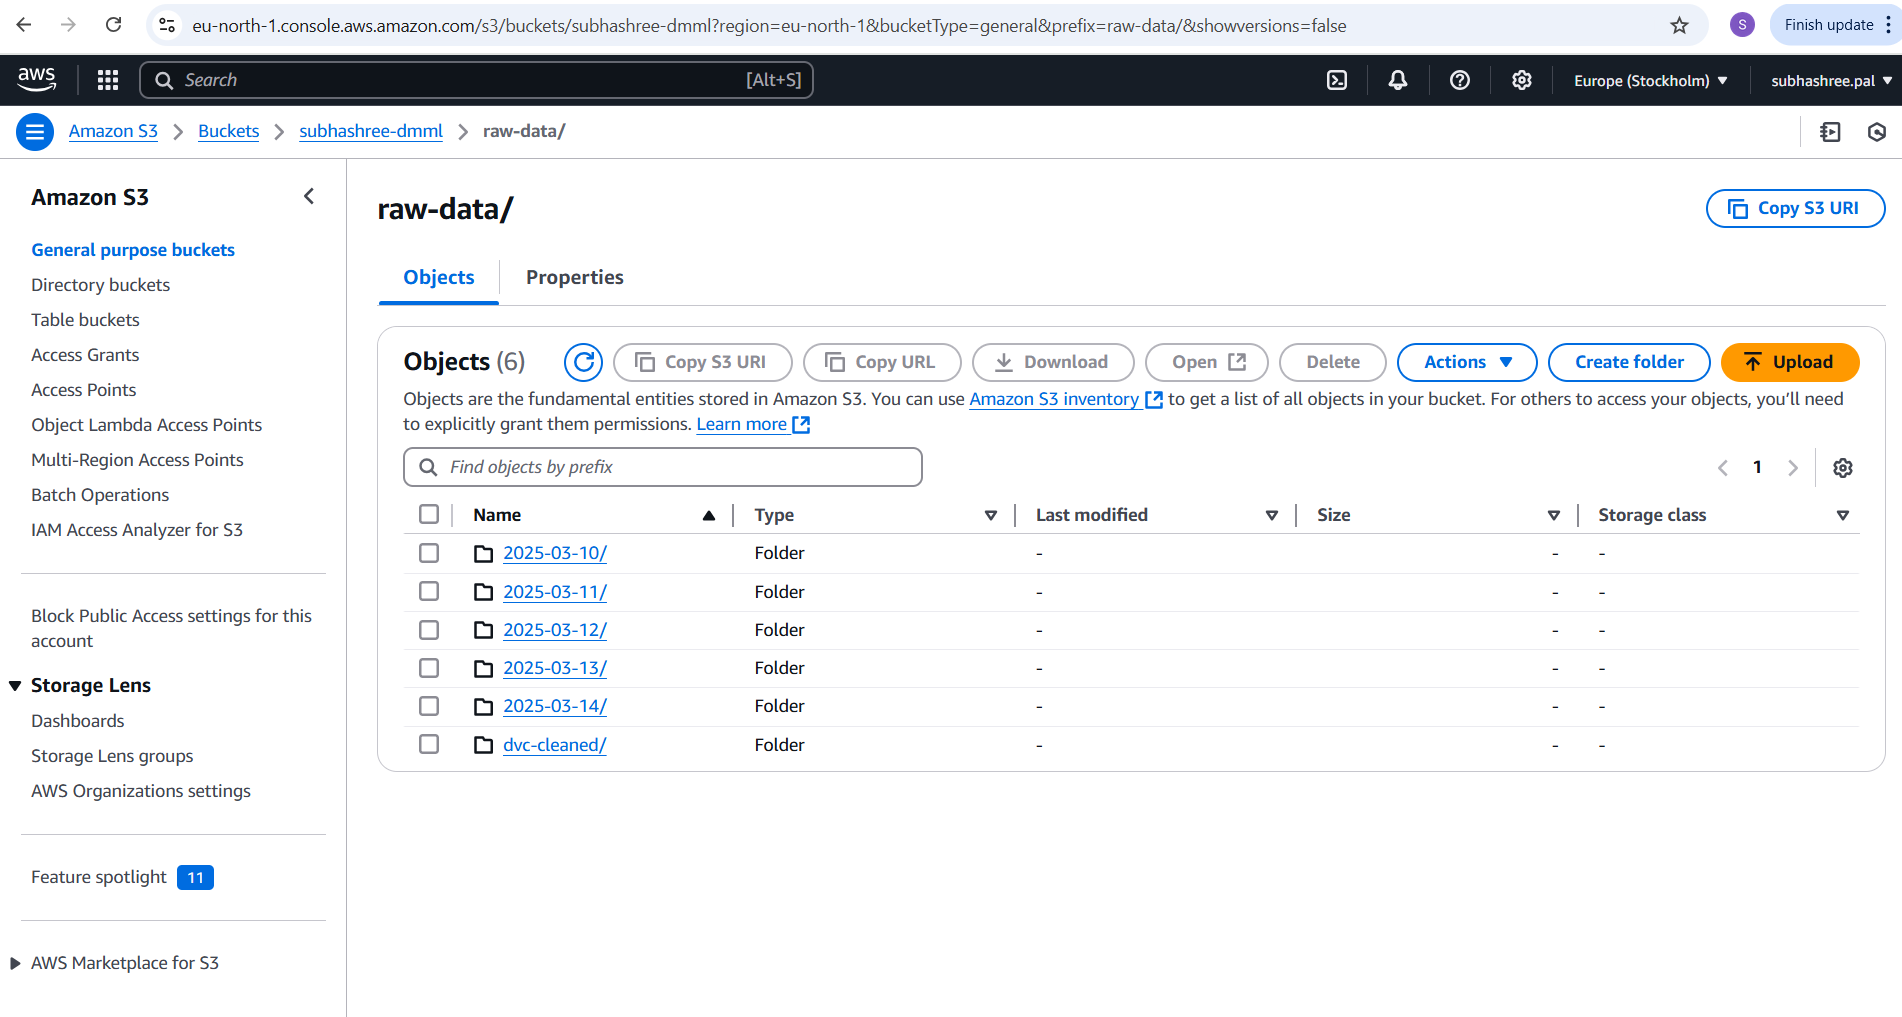 eu-north-1.console.aws.amazon.com/s3/buckets/subhashree-dmml?region=eu-north-1&bucketType=general&prefix=raw-data/&showversions=false
S
Finish update
aws
Search
[Alt+S]
Europe (Stockholm)
subhashree.pal
Amazon S3
Buckets
subhashree-dmml
raw-data/
Amazon S3
General purpose buckets
Directory buckets
Table buckets
Access Grants
Access Points
Object Lambda Access Points
Multi-Region Access Points
Batch Operations
IAM Access Analyzer for S3
Block Public Access settings for this
account
Storage Lens
Dashboards
Storage Lens groups
AWS Organizations settings
Feature spotlight 11
AWS Marketplace for S3
raw-data/
Copy S3 URI
Objects
Properties
Objects (6)
Copy S3 URI
Copy URL
Download
Open
Delete
Actions
Create folder
Upload
Objects are the fundamental entities stored in Amazon S3. You can use Amazon S3 inventory to get a list of all objects in your bucket. For others to access your objects, you'll need
to explicitly grant them permissions. Learn more
Find objects by prefix
1
Name Type Last modified Size Storage class
2025-03-10/ Folder - - -
2025-03-11/ Folder - - -
2025-03-12/ Folder - - -
2025-03-13/ Folder - - -
2025-03-14/ Folder - - -
dvc-cleaned/ Folder - - -